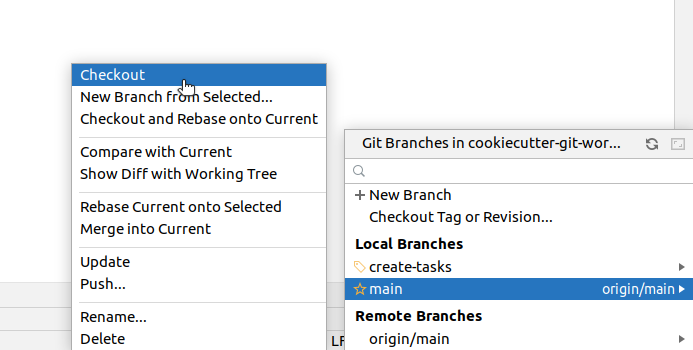 Checkout
New Branch from Selected...
Checkout and Rebase onto Current
Compare with Current
Show Diff with Working Tree
Rebase Current onto Selected
Merge into Current
Update
Push...
Rename...
Delete
Git Branches in cookiecutter-git-wor...
New Branch
Checkout Tag or Revision...
Local Branches
create-tasks
main origin/main
Remote Branches
origin/main